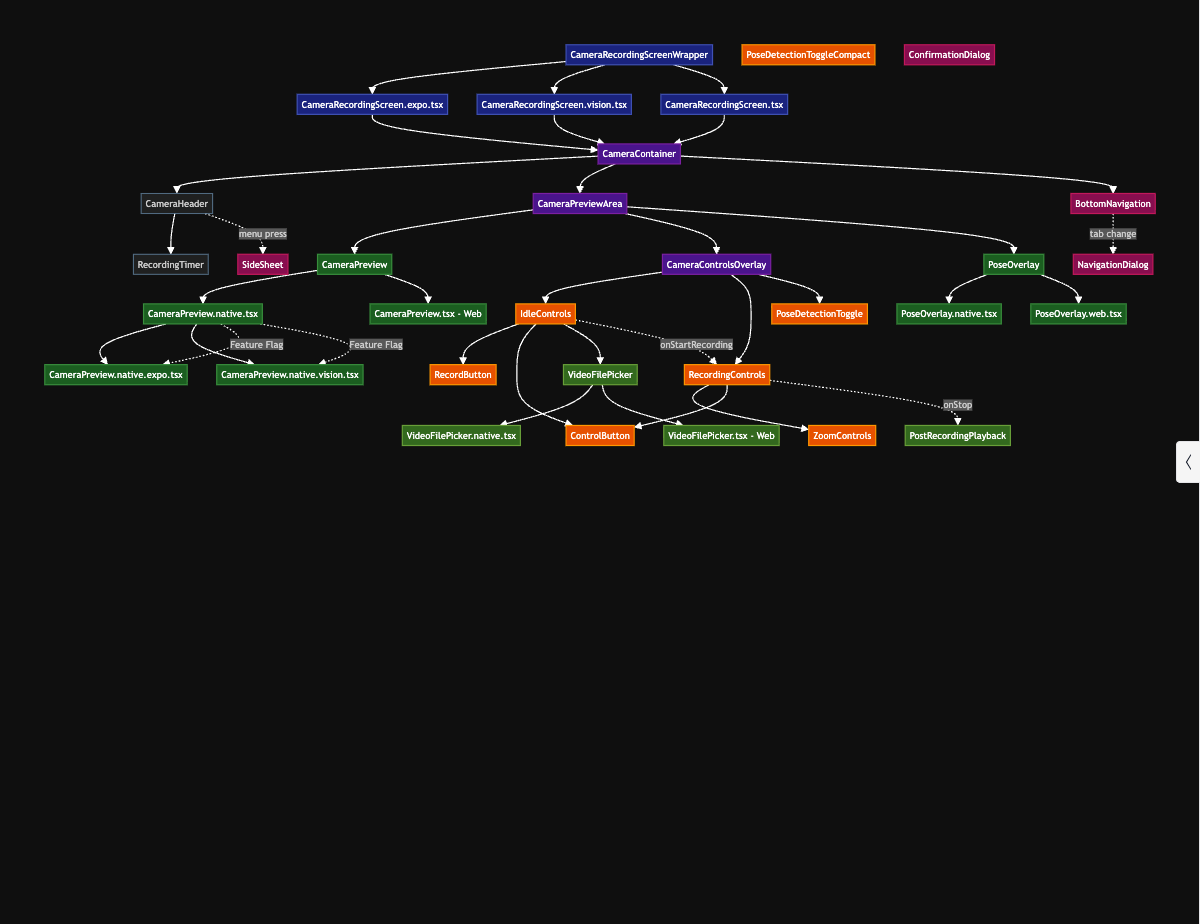 CameraRecordingScreenWrapper
PoseDetectionToggleCompact
ConfirmationDialog
CameraRecordingScreen.expo.tsx
CameraRecordingScreen.vision.tsx
CameraRecordingScreen.tsx
CameraContainer
CameraHeader
CameraPreviewArea
BottomNavigation
menu press
tab change
RecordingTimer
SideSheet
CameraPreview
CameraControlsOverlay
PoseOverlay
NavigationDialog
CameraPreview.native.tsx
CameraPreview.tsx - Web
IdleControls
PoseDetectionToggle
PoseOverlay.native.tsx
PoseOverlay.web.tsx
Feature Flag
Feature Flag
onStartRecording
CameraPreview.native.expo.tsx
CameraPreview.native.vision.tsx
RecordButton
VideoFilePicker
RecordingControls
onStop
VideoFilePicker.native.tsx
ControlButton
VideoFilePicker.tsx - Web
ZoomControls
PostRecordingPlayback